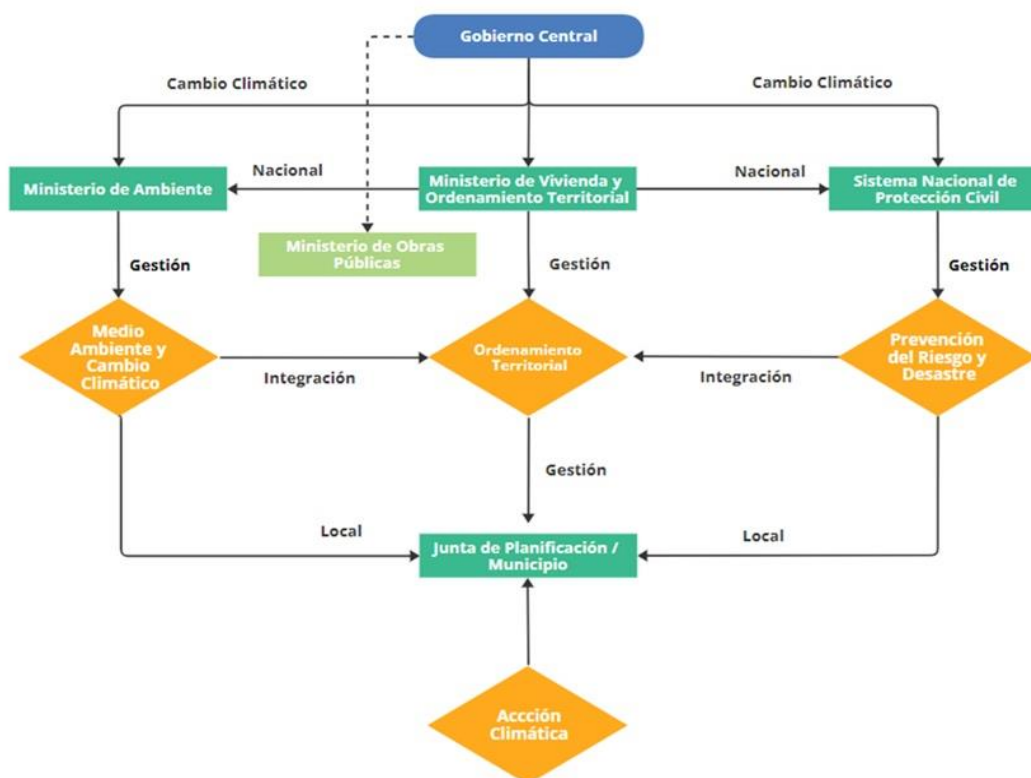 Gobierno Central
Cambio Climático
Cambio Climático
Ministerio de Ambiente
Nacional
Ministerio de Vivienda y
Ordenamiento Territorial
Nacional
Sistema Nacional de
Protección Civil
Ministerio de Obras
Públicas
Gestión
Gestión
Gestión
Medio
Ambiente y
Cambio
Climático
Integración
Ordenamiento
Territorial
Integración
Prevención
del Riesgo y
Desastre
Gestión
Local
Junta de Planificación /
Municipio
Local
Accción
Climática